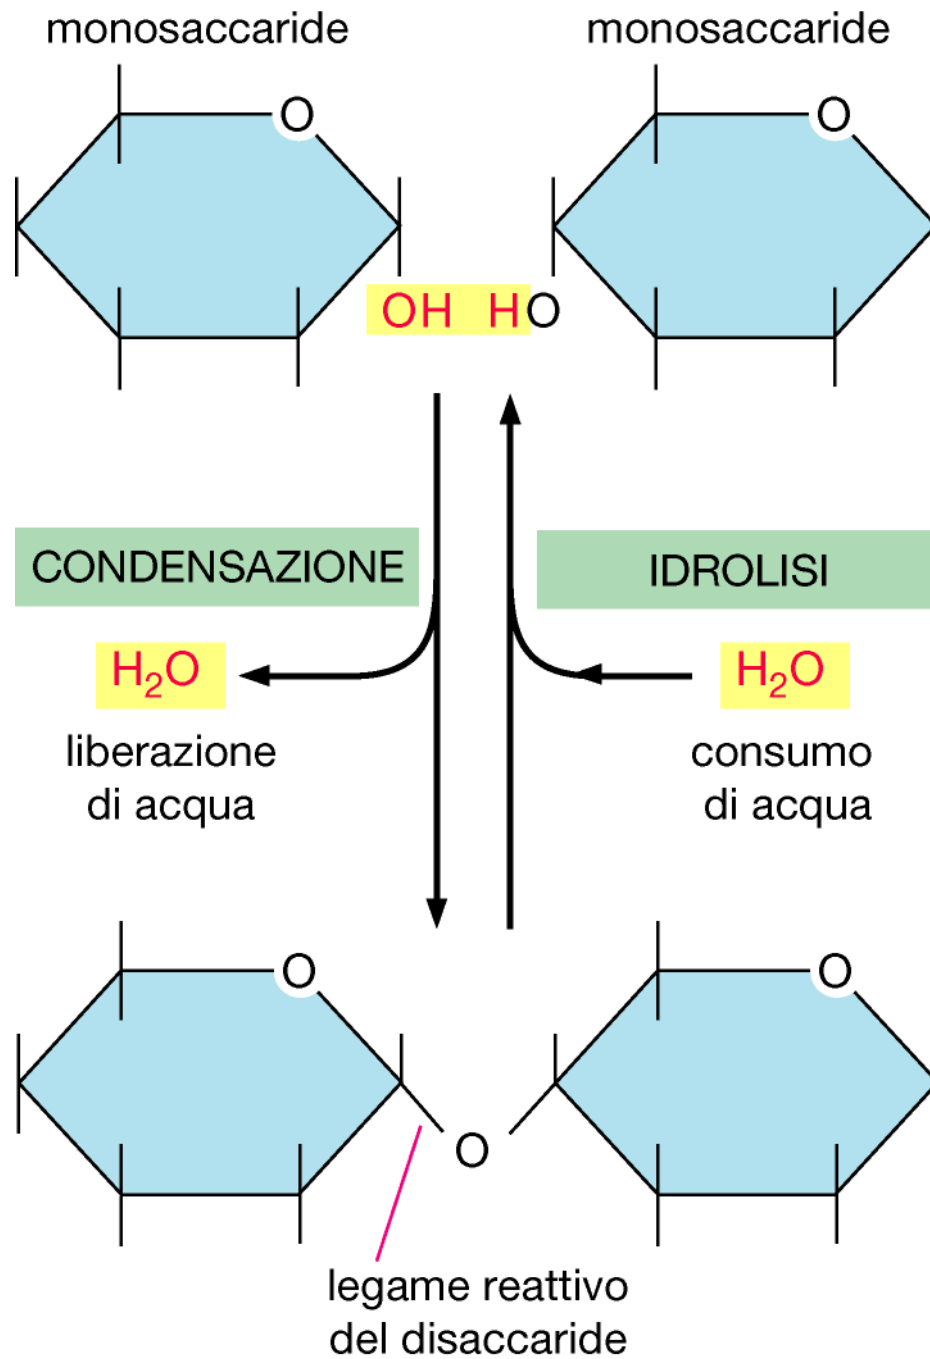 monosaccaride
monosaccaride
O
O
OH HO
CONDENSAZIONE
IDROLISI
H₂O
H₂O
liberazione
di acqua
consumo
di acqua
O
O
O
legame reattivo
del disaccaride